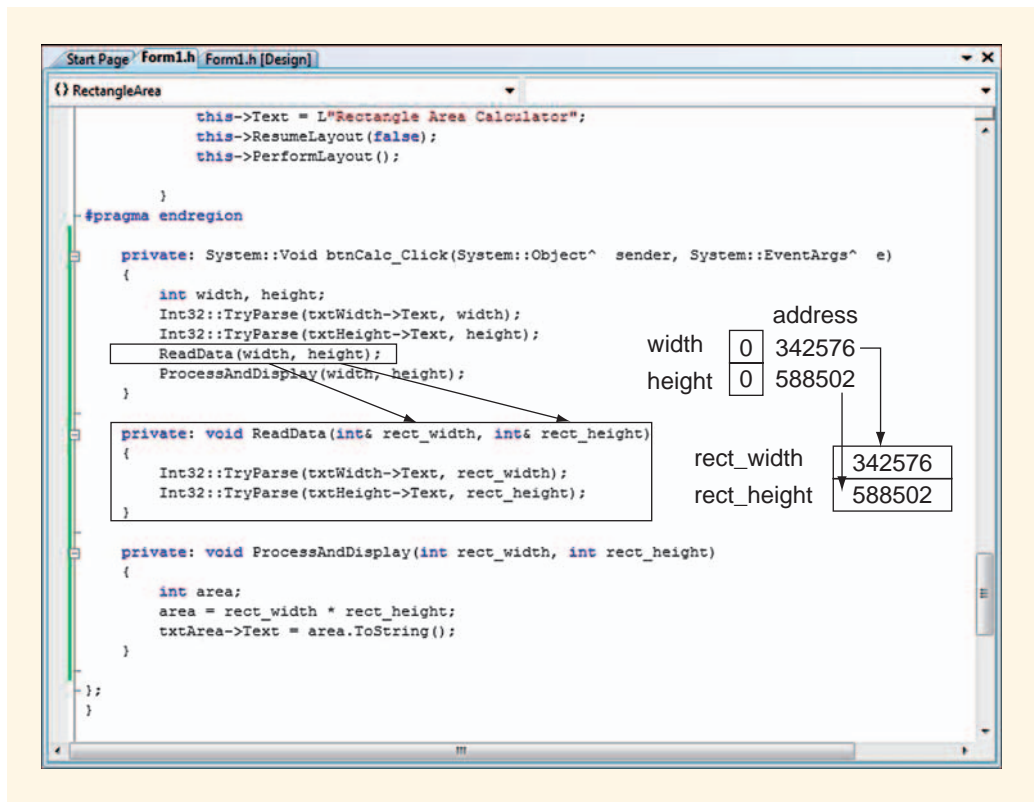 Start Page Form1.h Form1.h [Design]
{} RectangleArea
this->Text = L"Rectangle Area Calculator";
this->ResumeLayout(false);
this->PerformLayout();
}
#pragma endregion
private: System::Void btnCalc_Click(System::Object^  sender, System::EventArgs^  e)
{
int width, height;
Int32::TryParse(txtWidth->Text, width);
Int32::TryParse(txtHeight->Text, height);
ReadData(width, height);
ProcessAndDisplay(width, height);
}
address
width 0 342576
height 0 588502
private: void ReadData(int& rect_width, int& rect_height)
{
Int32::TryParse(txtWidth->Text, rect_width);
Int32::TryParse(txtHeight->Text, rect_height);
}
rect_width 342576
rect_height 588502
private: void ProcessAndDisplay(int rect_width, int rect_height)
{
int area;
area = rect_width * rect_height;
txtArea->Text = area.ToString();
}
};
}